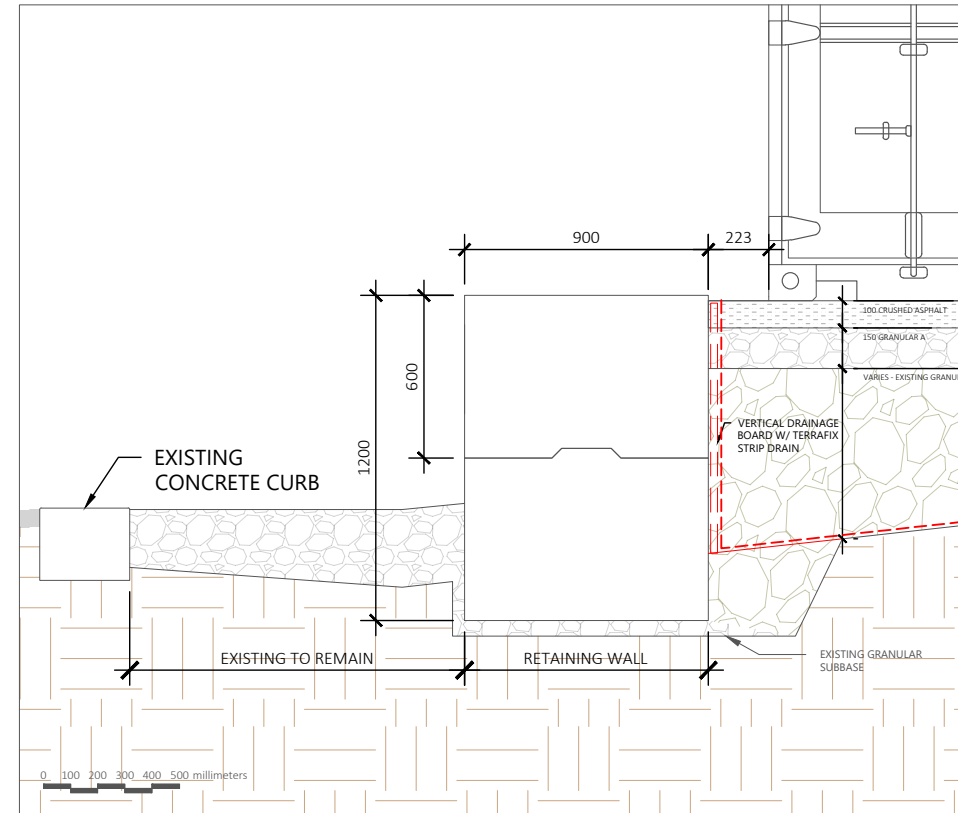 900
223
100 CRUSHED ASPHALT
150 GRANULAR A
600
VARIES - EXISTING
VERTICAL DRAINAGE
BOARD W/ TERRAFIX
STRIP DRAIN
1200
EXISTING
CONCRETE CURB
EXISTING TO REMAIN
RETAINING WALL
EXISTING GRANULAR
SUBBASE
0 100 200 300 400 500 millimeters